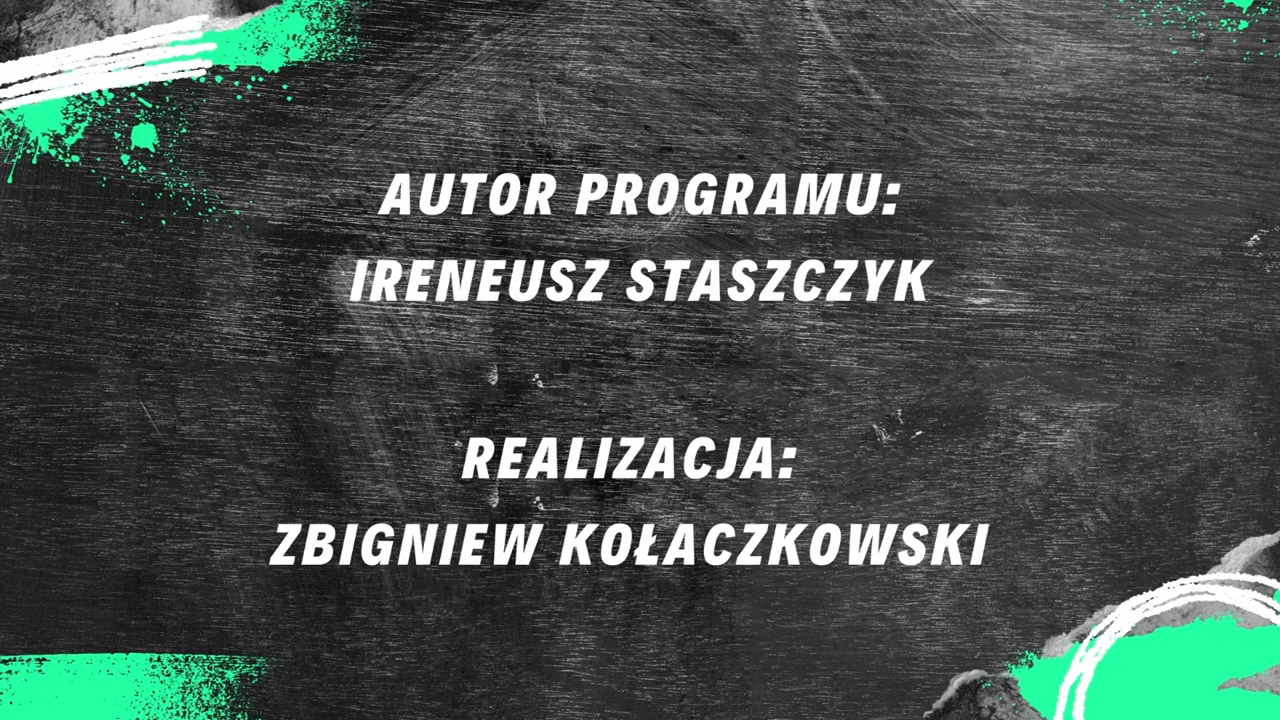 AUTOR PROGRAMU:
IRENEUSZ STASZCZYK
REALIZACJA:
ZBIGNIEW KOŁACZKOWSKI